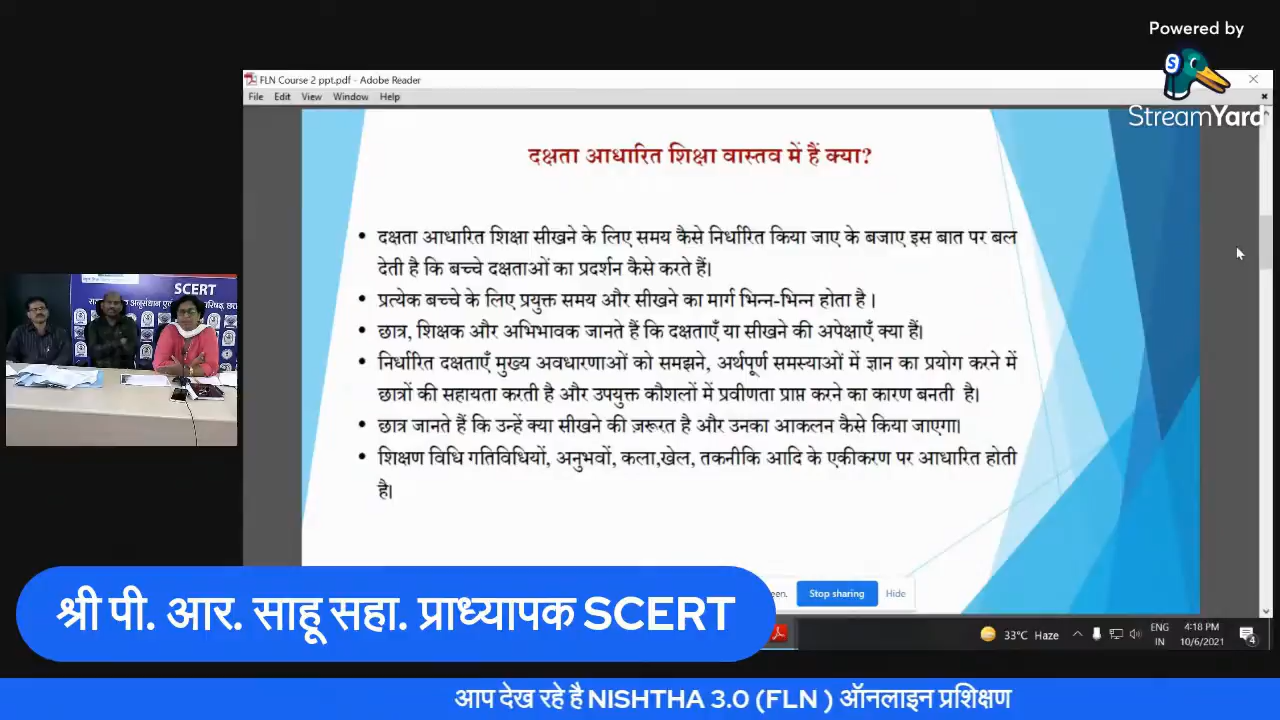 Powered by
StreamYard
FLN Course 2 ppt.pdf - Adobe Reader
File Edit View Window Help
दक्षता आधारित शिक्षा वास्तव में हैं क्या?
• दक्षता आधारित शिक्षा सीखने के लिए समय कैसे निर्धारित किया जाए के बजाए इस बात पर बल
देती है कि बच्चे दक्षताओं का प्रदर्शन कैसे करते हैं।
• प्रत्येक बच्चे के लिए प्रयुक्त समय और सीखने का मार्ग भिन्न-भिन्न होता है ।
• छात्र, शिक्षक और अभिभावक जानते हैं कि दक्षताएँ या सीखने की अपेक्षाएँ क्या हैं।
• निर्धारित दक्षताएँ मुख्य अवधारणाओं को समझने, अर्थपूर्ण समस्याओं में ज्ञान का प्रयोग करने में
छात्रों की सहायता करती है और उपयुक्त कौशलों में प्रवीणता प्राप्त करने का कारण बनती है।
• छात्र जानते हैं कि उन्हें क्या सीखने की ज़रूरत है और उनका आकलन कैसे किया जाएगा।
• शिक्षण विधि गतिविधियों, अनुभवों, कला,खेल, तकनीकि आदि के एकीकरण पर आधारित होती
है।
SCERT
een.
Stop sharing
Hide
श्री पी. आर. साहू सहा. प्राध्यापक SCERT
33°C Haze
ENG
IN
4:18 PM
10/6/2021
4
आप देख रहे है NISHTHA 3.0 (FLN ) ऑनलाइन प्रशिक्षण